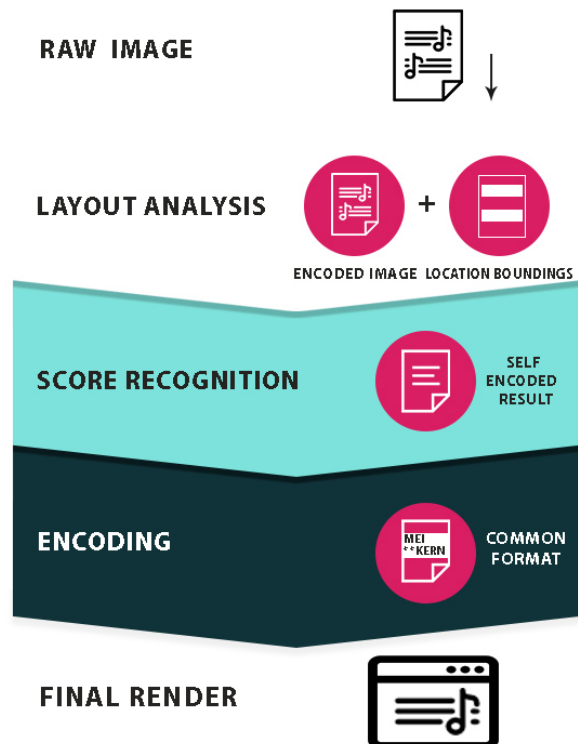 RAW IMAGE
LAYOUT ANALYSIS
+
ENCODED IMAGE
LOCATION BOUNDINGS
SCORE RECOGNITION
SELF
ENCODED
RESULT
ENCODING
MEI
**KERN
COMMON
FORMAT
FINAL RENDER